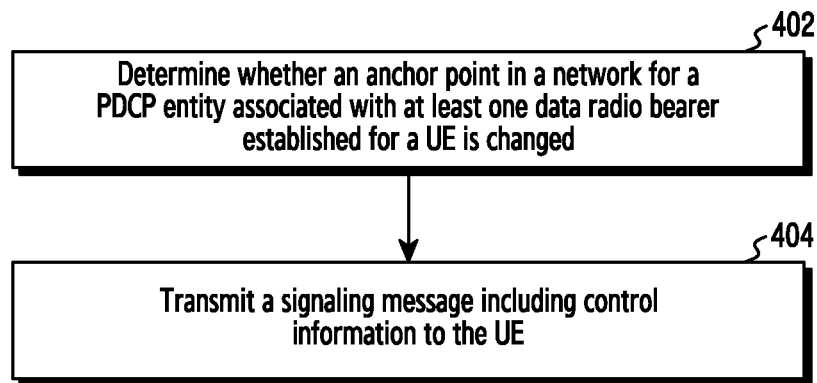 402
Determine whether an anchor point in a network for a
PDCP entity associated with at least one data radio bearer
established for a UE is changed
404
Transmit a signaling message including control
information to the UE